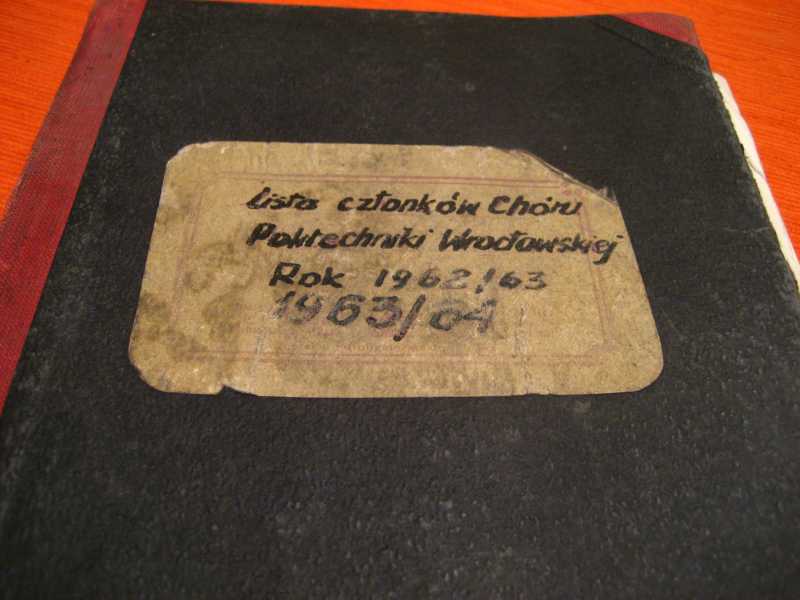 Lista członków Chóru
Politechniki Wrocławskiej
Rok 1962/63
1963/64